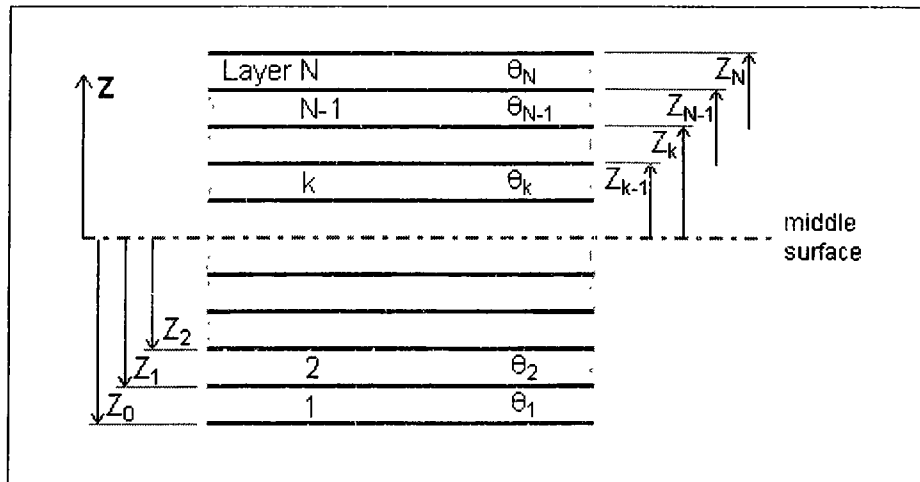 Layer N θN ZN
Z
N-1 θN-1 ZN-1
Zk
k θk Zk-1
middle
surface
Z2
2 θ2
Z1
1 θ1
Z0